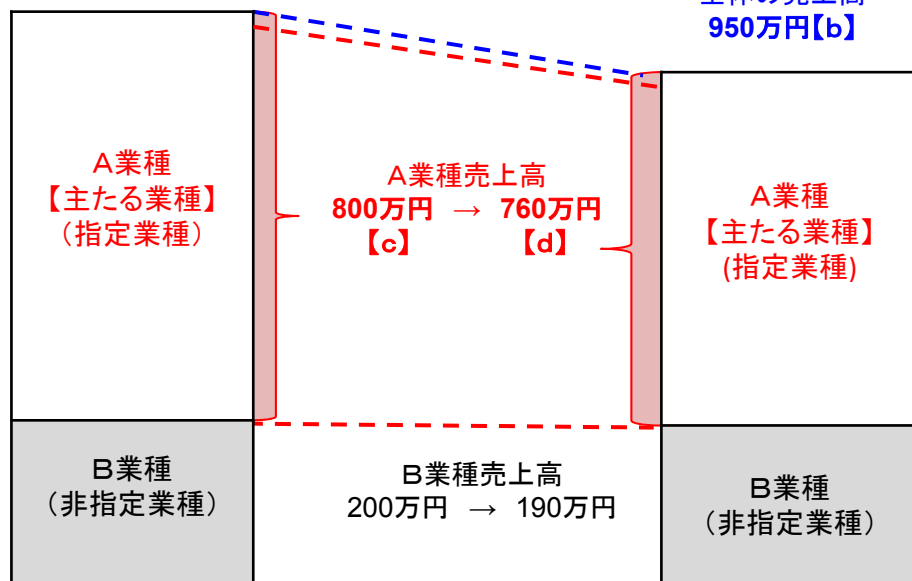 950万円【b】
A業種
【主たる業種】
(指定業種)
A業種売上高
800万円 → 760万円
【c】 【d】
A業種
【主たる業種】
(指定業種)
B業種
(非指定業種)
B業種売上高
200万円 → 190万円
B業種
(非指定業種)